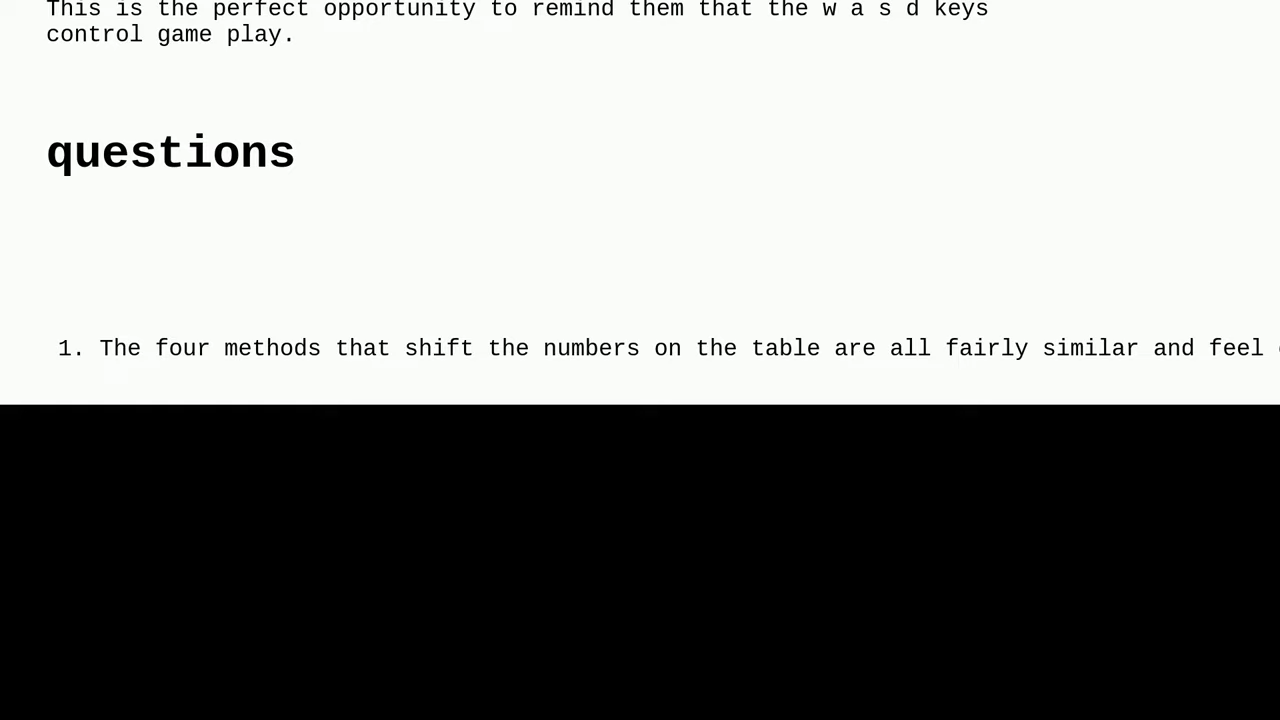 This is the perfect opportunity to remind them that the w a s d keys
control game play.
questions
1. The four methods that shift the numbers on the table are all fairly similar and feel